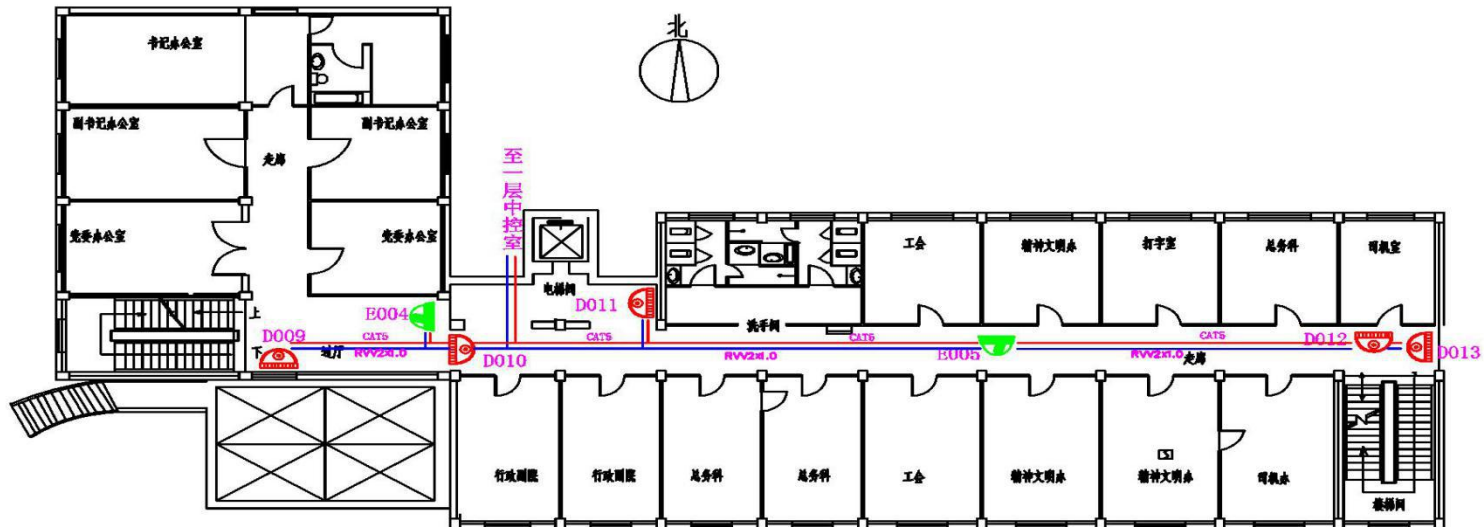 北
书记办公室
副书记办公室
副书记办公室
走廊
党委办公室
党委办公室
至一层中控室
工会
精神文明办
打字室
总务科
司机室
电梯间
D011
E004
上
D009
洗手间
CAT5
CAT5
CAT5
CAT5
D012
下
过厅
RVV2x1.0
D010
RVV2x1.0
E005
RVV2x1.0
走廊
D013
行政副院
行政副院
总务科
总务科
工会
精神文明办
精神文明办
司机办
楼梯间